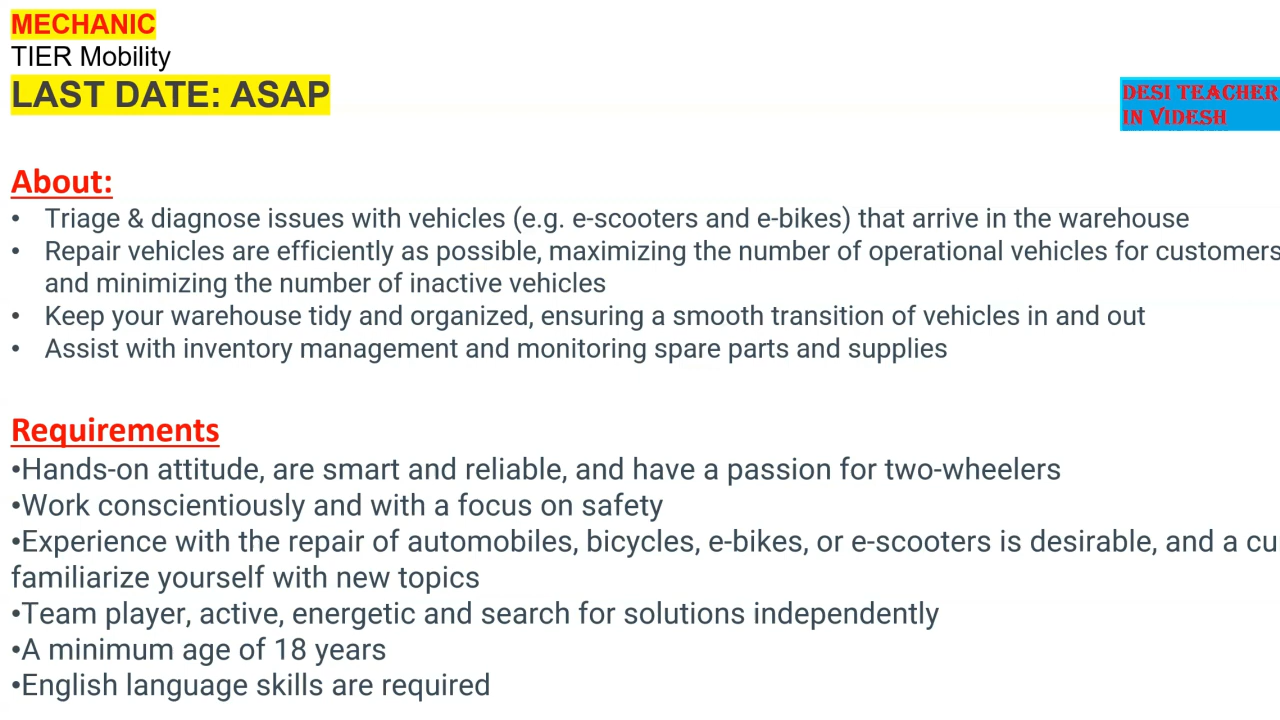 MECHANIC
TIER Mobility
LAST DATE: ASAP
DESI TEACHER
IN VIDESH
About:
• Triage & diagnose issues with vehicles (e.g. e-scooters and e-bikes) that arrive in the warehouse
• Repair vehicles are efficiently as possible, maximizing the number of operational vehicles for customers
and minimizing the number of inactive vehicles
• Keep your warehouse tidy and organized, ensuring a smooth transition of vehicles in and out
• Assist with inventory management and monitoring spare parts and supplies
Requirements
•Hands-on attitude, are smart and reliable, and have a passion for two-wheelers
•Work conscientiously and with a focus on safety
•Experience with the repair of automobiles, bicycles, e-bikes, or e-scooters is desirable, and a cu
familiarize yourself with new topics
•Team player, active, energetic and search for solutions independently
•A minimum age of 18 years
•English language skills are required